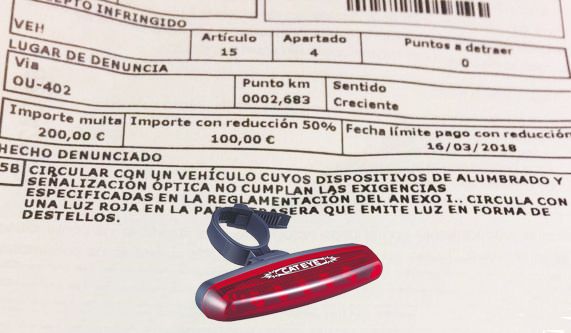 EPTO INFRINGIDO
VEH
Artículo
15
Apartado
4
Puntos a detraer
0
LUGAR DE DENUNCIA
Via
OU-402
Punto km
0002,683
Sentido
Creciente
Importe multa
200,00 €
Importe con reducción 50%
100,00 €
Fecha límite pago con reducción
16/03/2018
HECHO DENUNCIADO
5B CIRCULAR CON UN VEHÍCULO CUYOS DISPOSITIVOS DE ALUMBRADO Y
SEÑALIZACIÓN ÓPTICA NO CUMPLAN LAS EXIGENCIAS
ESPECIFICADAS EN LA REGLAMENTACIÓN DEL ANEXO I.. CIRCULA CON
UNA LUZ ROJA EN LA PA ERA QUE EMITE LUZ EN FORMA DE
DESTELLOS.
CATEYE